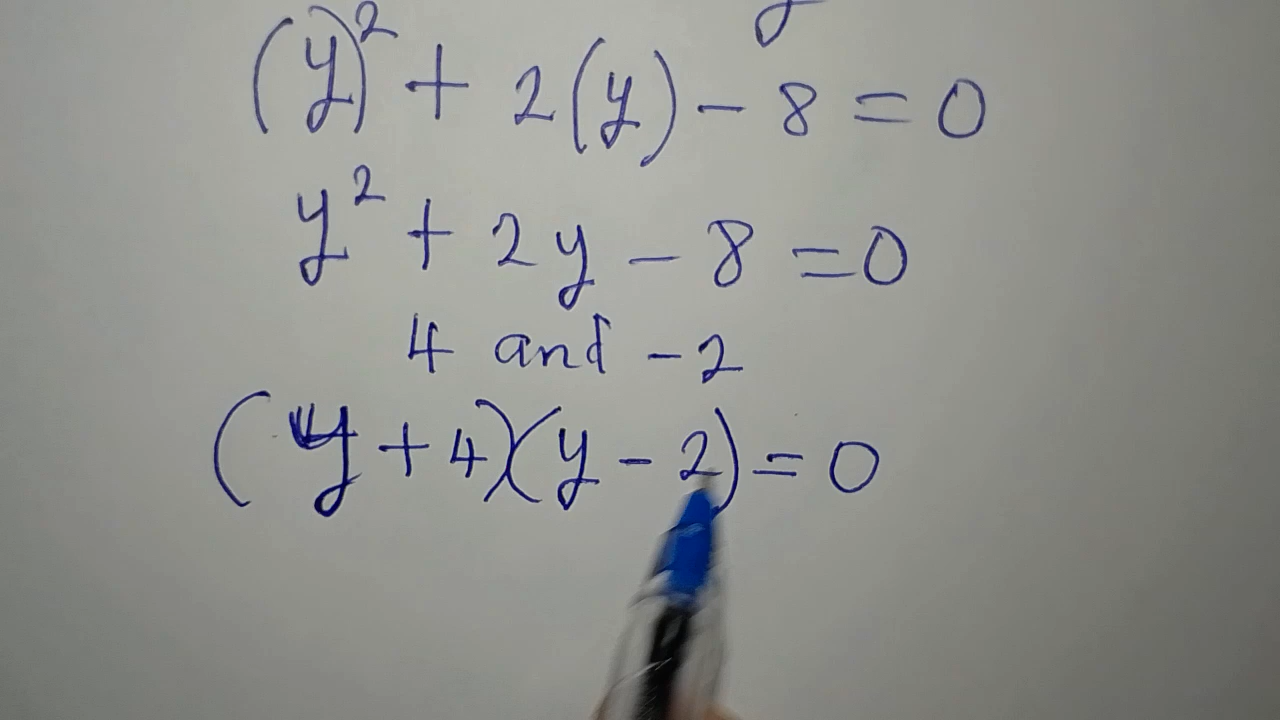 (y)² + 2(y) - 8 = 0
y² + 2y - 8 = 0
4 and -2
(y + 4)(y - 2) = 0